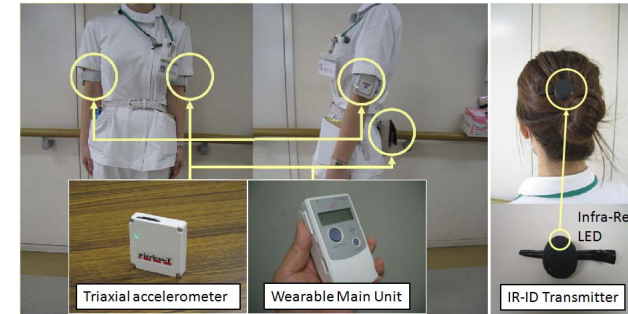 Infra-Re
LED
Triaxial accelerometer
Wearable Main Unit
IR-ID Transmitter